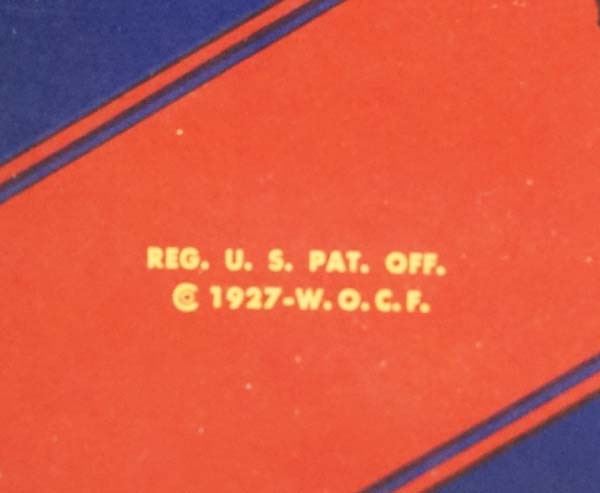 REG. U. S. PAT. OFF.
© 1927-W.O.C.F.